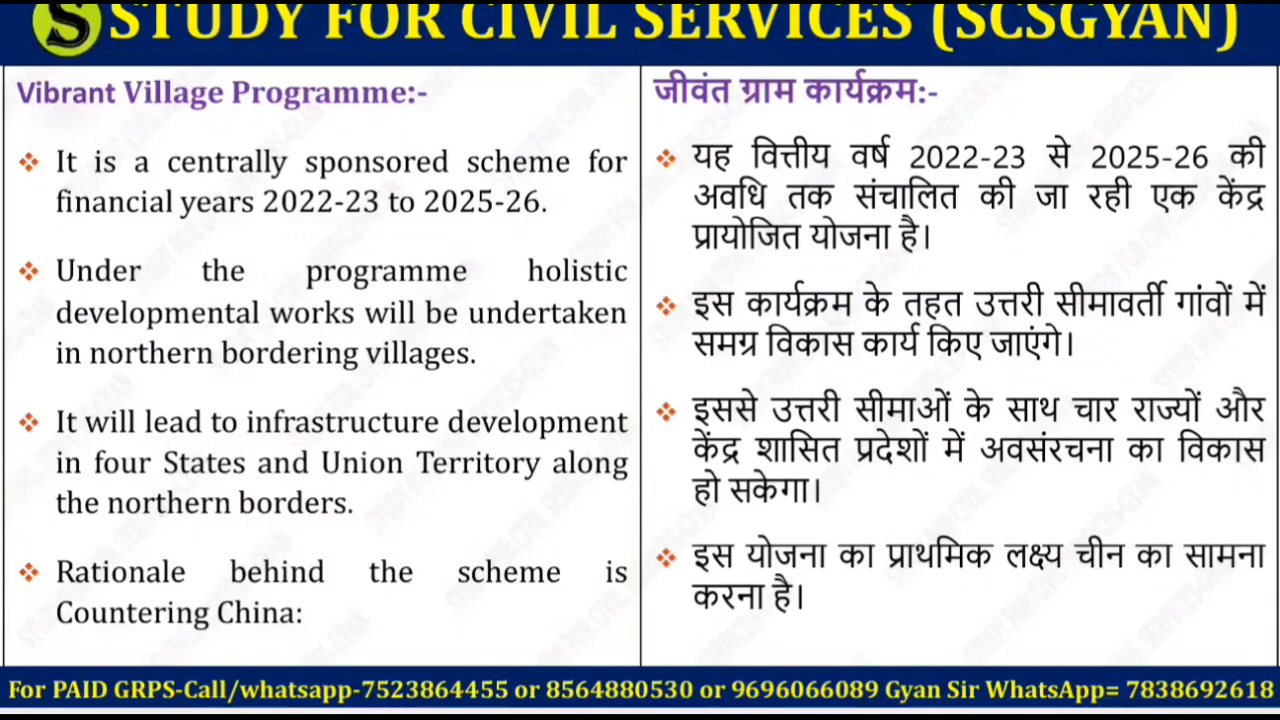 S STUDY FOR CIVIL SERVICES (SCSGYAN)
Vibrant Village Programme:-
❖ It is a centrally sponsored scheme for
financial years 2022-23 to 2025-26.
❖ Under the programme holistic
developmental works will be undertaken
in northern bordering villages.
❖ It will lead to infrastructure development
in four States and Union Territory along
the northern borders.
❖ Rationale behind the scheme is
Countering China:
जीवंत ग्राम कार्यक्रम:-
❖ यह वित्तीय वर्ष 2022-23 से 2025-26 की
अवधि तक संचालित की जा रही एक केंद्र
प्रायोजित योजना है।
❖ इस कार्यक्रम के तहत उत्तरी सीमावर्ती गांवों में
समग्र विकास कार्य किए जाएंगे।
❖ इससे उत्तरी सीमाओं के साथ चार राज्यों और
केंद्र शासित प्रदेशों में अवसंरचना का विकास
हो सकेगा।
❖ इस योजना का प्राथमिक लक्ष्य चीन का सामना
करना है।
For PAID GRPS-Call/whatsapp-7523864455 or 8564880530 or 9696066089 Gyan Sir WhatsApp= 7838692618